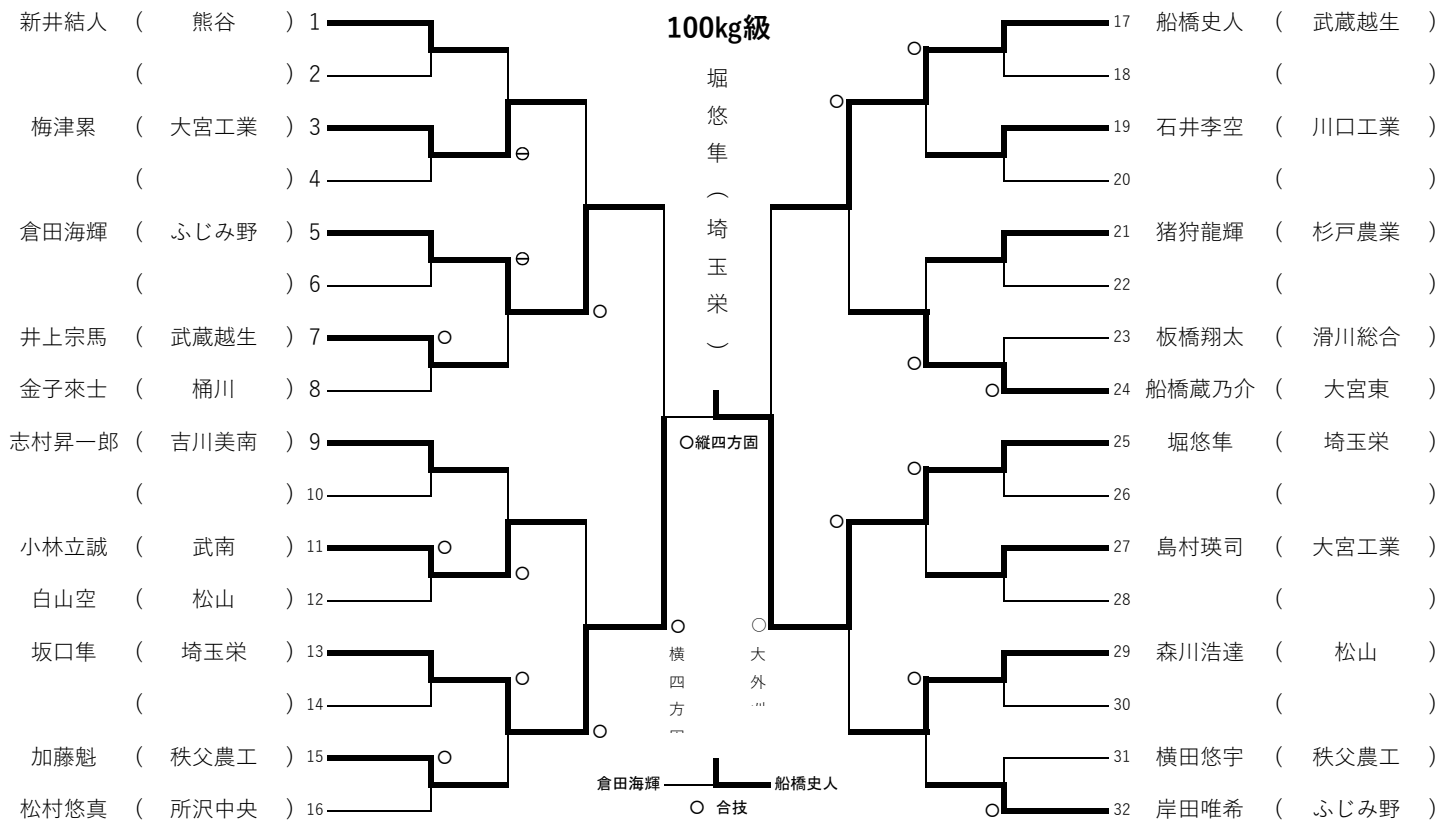 100kg級
堀悠隼（埼玉栄）
新井結人 ( 熊谷 ) 1
( ) 2
梅津累 ( 大宮工業 ) 3
( ) 4
倉田海輝 ( ふじみ野 ) 5
( ) 6
井上宗馬 ( 武蔵越生 ) 7
金子來士 ( 桶川 ) 8
志村昇一郎 ( 吉川美南 ) 9
( ) 10
小林立誠 ( 武南 ) 11
白山空 ( 松山 ) 12
坂口隼 ( 埼玉栄 ) 13
( ) 14
加藤魁 ( 秩父農工 ) 15
松村悠真 ( 所沢中央 ) 16
○縦四方固
横四方
大外
倉田海輝 船橋史人
○ 合技
17 船橋史人 ( 武蔵越生 )
18 ( )
19 石井李空 ( 川口工業 )
20 ( )
21 猪狩龍輝 ( 杉戸農業 )
22 ( )
23 板橋翔太 ( 滑川総合 )
24 船橋蔵乃介 ( 大宮東 )
25 堀悠隼 ( 埼玉栄 )
26 ( )
27 島村瑛司 ( 大宮工業 )
28 ( )
29 森川浩達 ( 松山 )
30 ( )
31 横田悠宇 ( 秩父農工 )
32 岸田唯希 ( ふじみ野 )